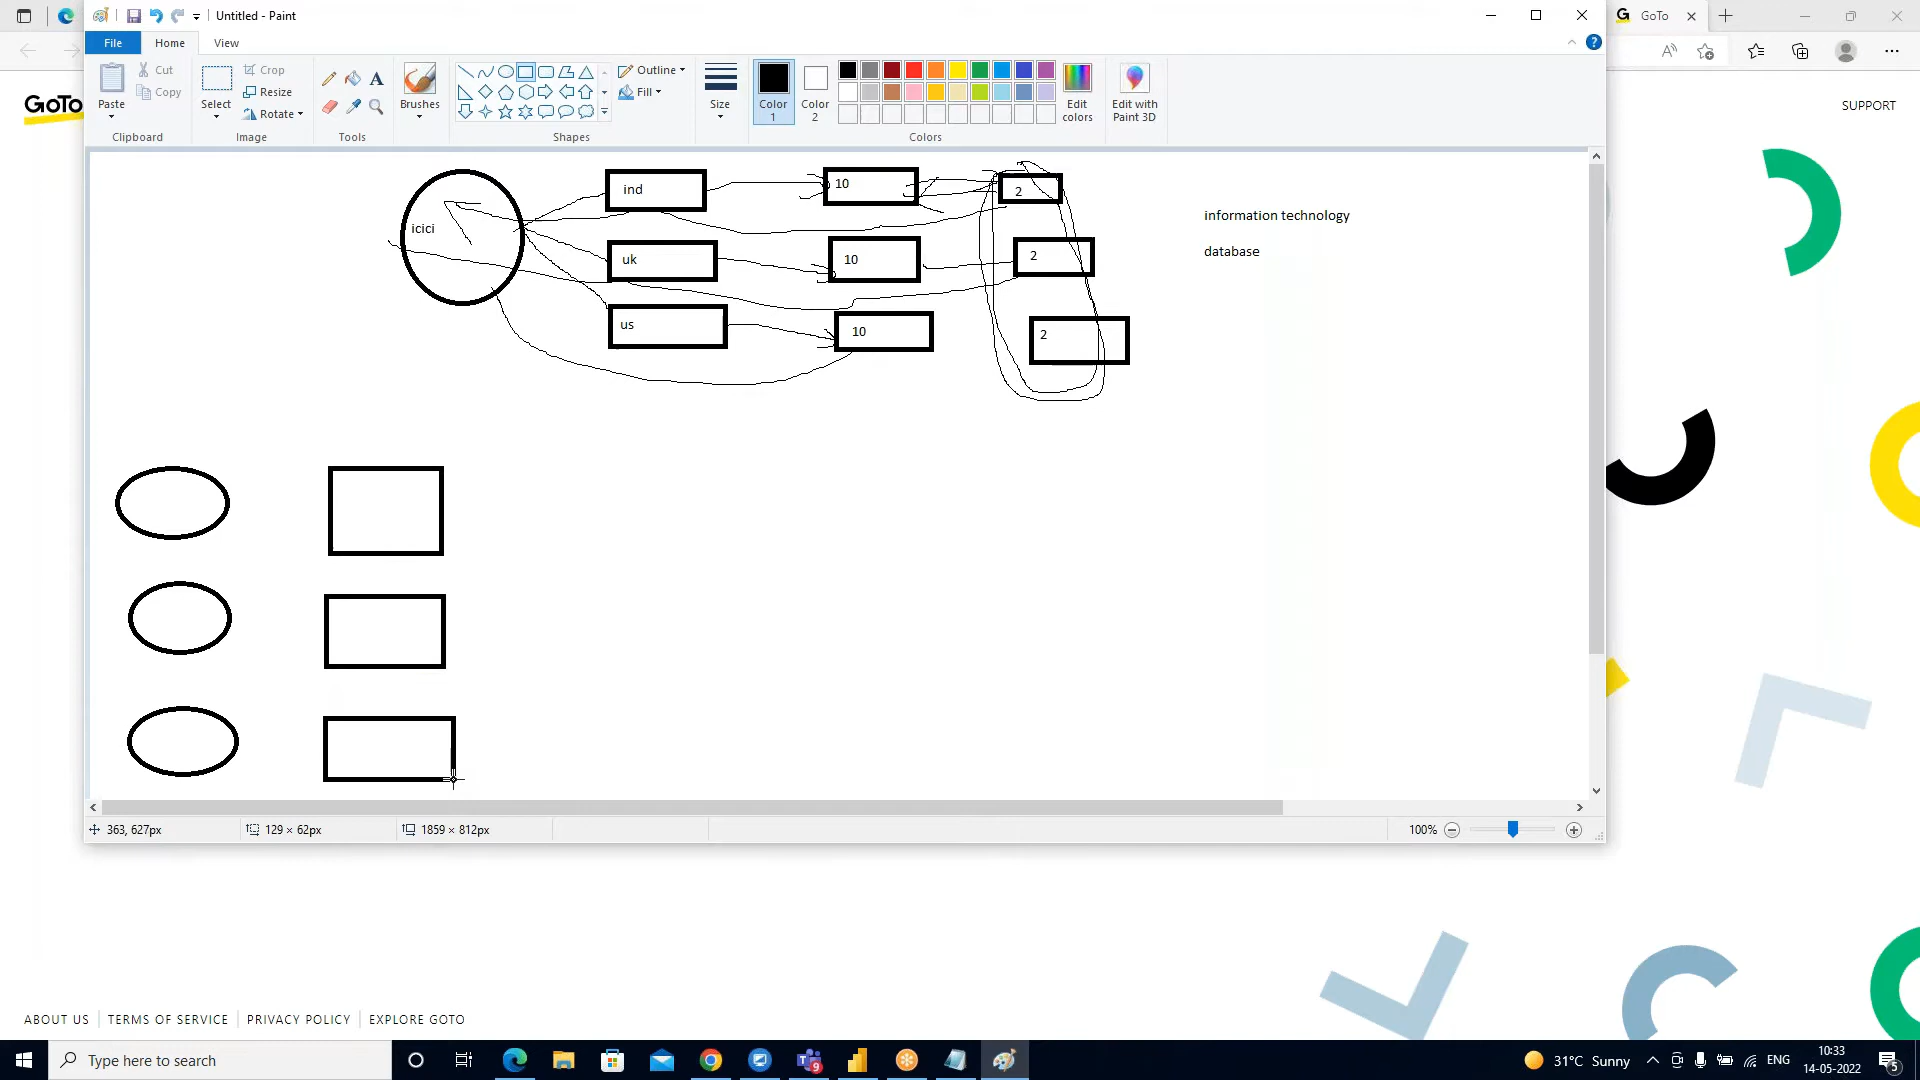 Untitled - Paint
GoTo
File
Home
View
Paste
Cut
Copy
Clipboard
Select
Crop
Resize
Rotate
Image
Tools
Brushes
Outline
Fill
Shapes
Size
Color
1
Color
2
Edit
colors
Colors
Edit with
Paint 3D
GoTo
SUPPORT
icici
ind
10
2
uk
10
2
us
10
2
information technology
database
363, 627px
129 × 62px
1859 × 812px
100%
ABOUT US
TERMS OF SERVICE
PRIVACY POLICY
EXPLORE GOTO
Type here to search
9
31°C Sunny
ENG
10:33
14-05-2022
5